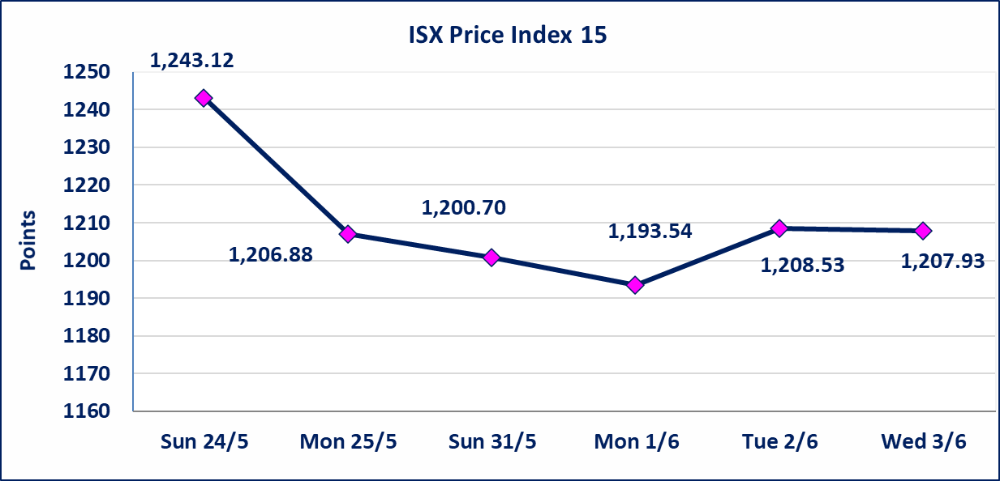 ISX Price Index 15
1,243.12
1250
1240
1230
1220
1,200.70
1210
1,193.54
1,206.88
1200
1,208.53
1,207.93
1190
1180
1170
1160
Points
Sun 24/5
Mon 25/5
Sun 31/5
Mon 1/6
Tue 2/6
Wed 3/6